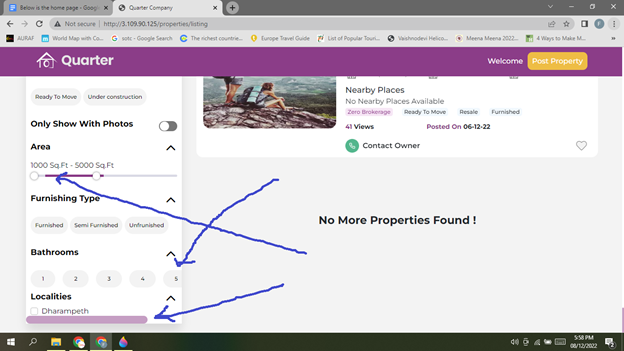 Below is the home page - Goog
Quarter Company
Not secure | http://3.109.90.125/properties/listing
AURAF
World Map with Co...
sotc - Google Search
The richest countrie...
Europe Travel Guide
List of Popular Touri...
Vaishnodevi Helico...
Meena Meena 2022...
4 Ways to Make M...
Quarter
Welcome
Post Property
Ready To Move
Under construction
Only Show With Photos
Area
1000 Sq.Ft - 5000 Sq.Ft
Furnishing Type
Furnished
Semi Furnished
Unfrunished
Bathrooms
1
2
3
4
5
Localities
Dharampeth
Nearby Places
No Nearby Places Available
Zero Brokerage
Ready To Move
Resale
Furnished
41 Views
Posted On 06-12-22
Contact Owner
No More Properties Found !
5:58 PM
08/12/2022